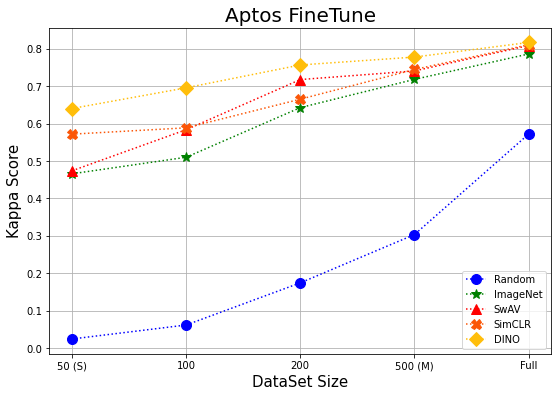 Aptos FineTune
Kappa Score
0.8
0.7
0.6
0.5
0.4
0.3
0.2
0.1
0.0
50 (S)
100
200
500 (M)
Full
DataSet Size
Random
ImageNet
SwAV
SimCLR
DINO